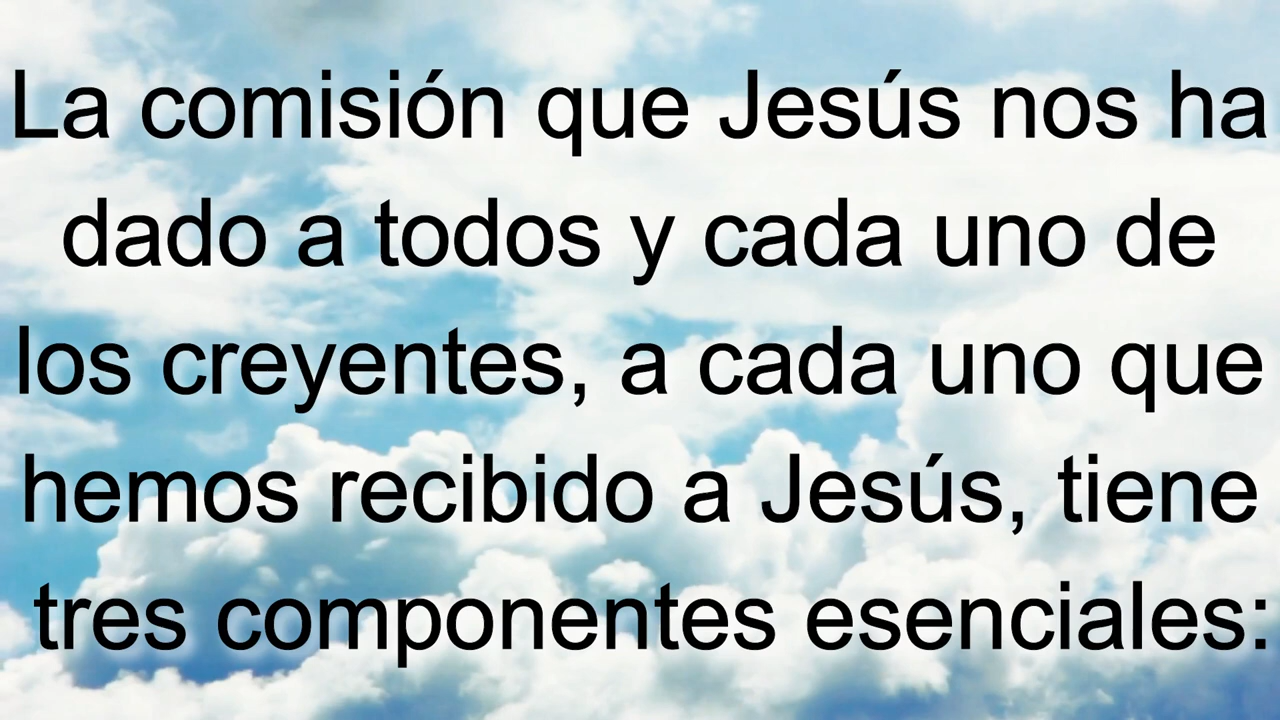 La comisión que Jesús nos ha
dado a todos y cada uno de
los creyentes, a cada uno que
hemos recibido a Jesús, tiene
tres componentes esenciales: